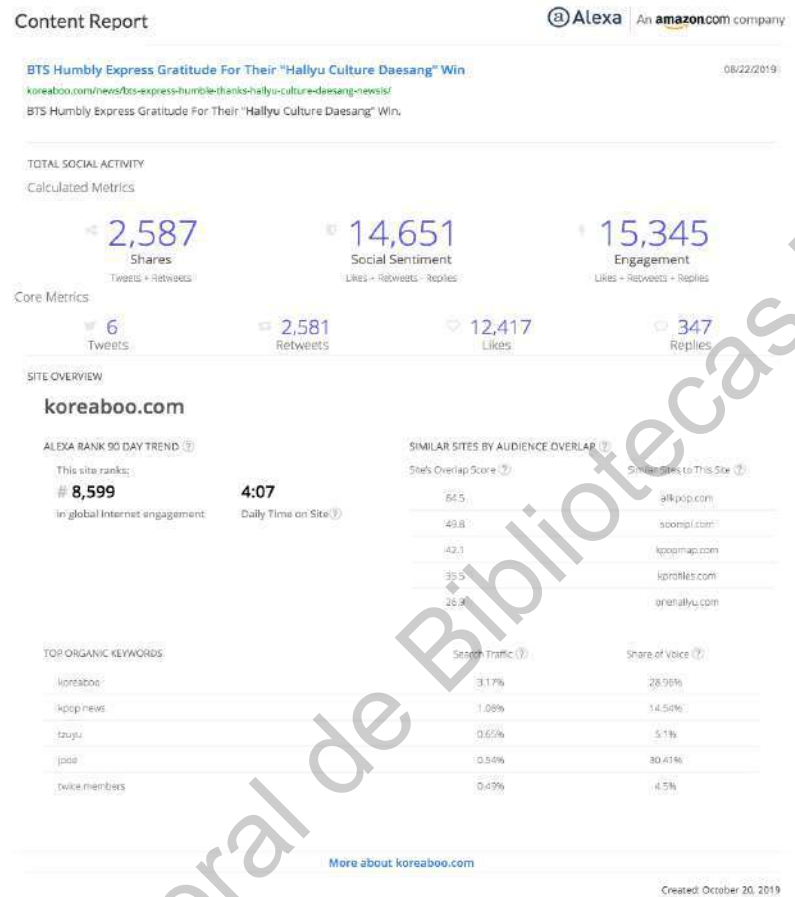 Content Report
Alexa An amazon.com company
BTS Humbly Express Gratitude For Their "Hallyu Culture Daesang" Win 08/22/2019
koreaboo.com/news/bts-express-humble-thanks-hallyu-culture-daesang-newsis/
BTS Humbly Express Gratitude For Their "Hallyu Culture Daesang" Win.
TOTAL SOCIAL ACTIVITY
Calculated Metrics
2,587 14,651 15,345
Shares Social Sentiment Engagement
Tweets + Retweets Likes + Retweets - Replies Likes + Retweets + Replies
Core Metrics
6 2,581 12,417 347
Tweets Retweets Likes Replies
SITE OVERVIEW
koreaboo.com
ALEXA RANK 90 DAY TREND ? SIMILAR SITES BY AUDIENCE OVERLAP ?
This site ranks: Site's Overlap Score ? Similar Sites to This Site ?
# 8,599 4:07
in global internet engagement Daily Time on Site ?
64.5 allkpop.com
49.8 soompi.com
42.1 kpopmap.com
35.5 kprofiles.com
26.9 onehallyu.com
TOP ORGANIC KEYWORDS Search Traffic ? Share of Voice ?
koreaboo 3.17% 28.96%
kpop news 1.08% 14.54%
tzuyu 0.65% 5.1%
0.54% 30.41%
twice members 0.49% 4.5%
More about koreaboo.com
Created: October 20, 2019
ral de Bibliotecas